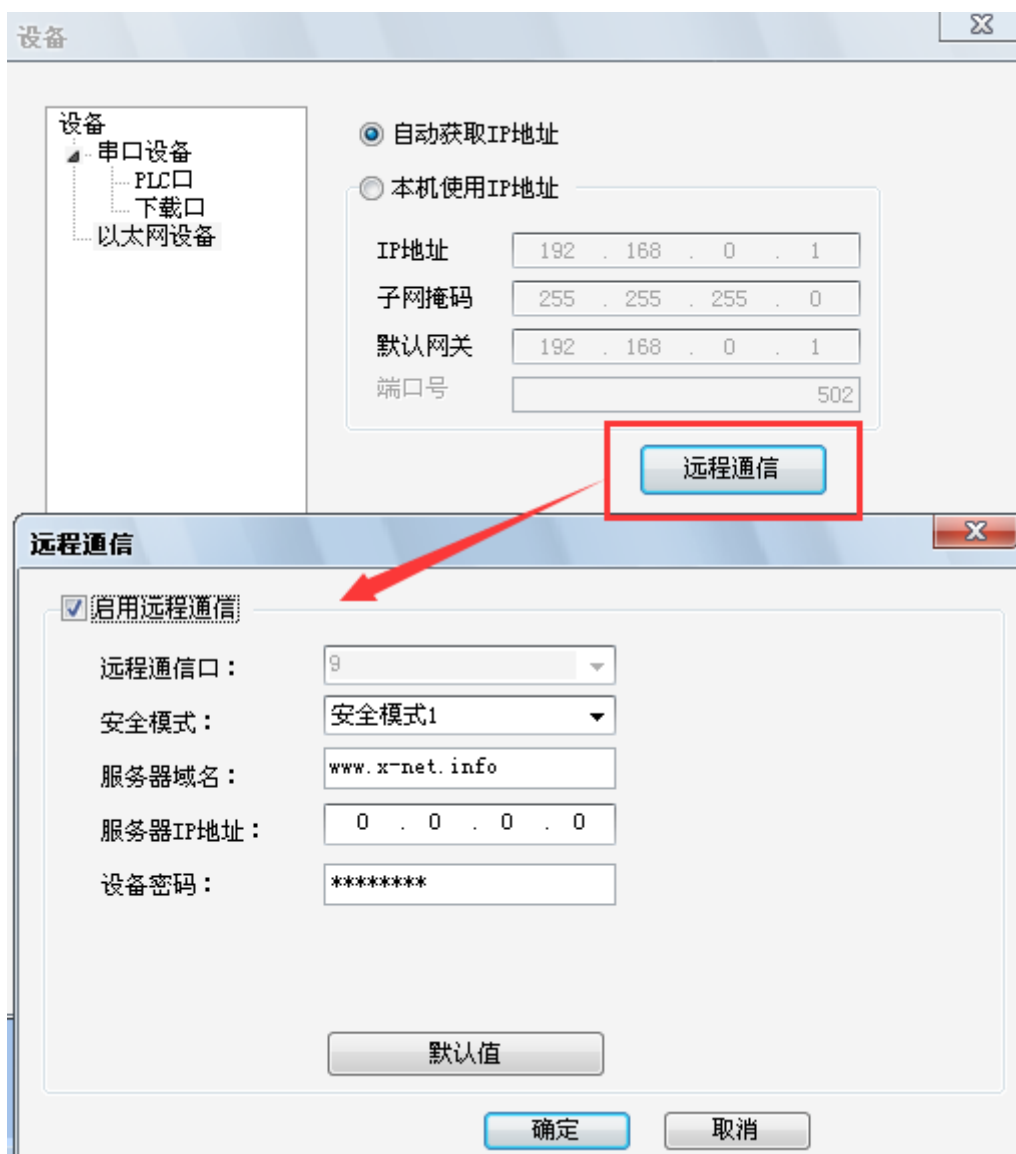 设备
设备
串口设备
PLC口
下载口
以太网设备
自动获取IP地址
本机使用IP地址
IP地址 192 . 168 . 0 . 1
子网掩码 255 . 255 . 255 . 0
默认网关 192 . 168 . 0 . 1
端口号 502
远程通信
远程通信
启用远程通信
远程通信口： 9
安全模式： 安全模式1
服务器域名： www.x-net.info
服务器IP地址： 0 . 0 . 0 . 0
设备密码： ********
默认值
确定 取消